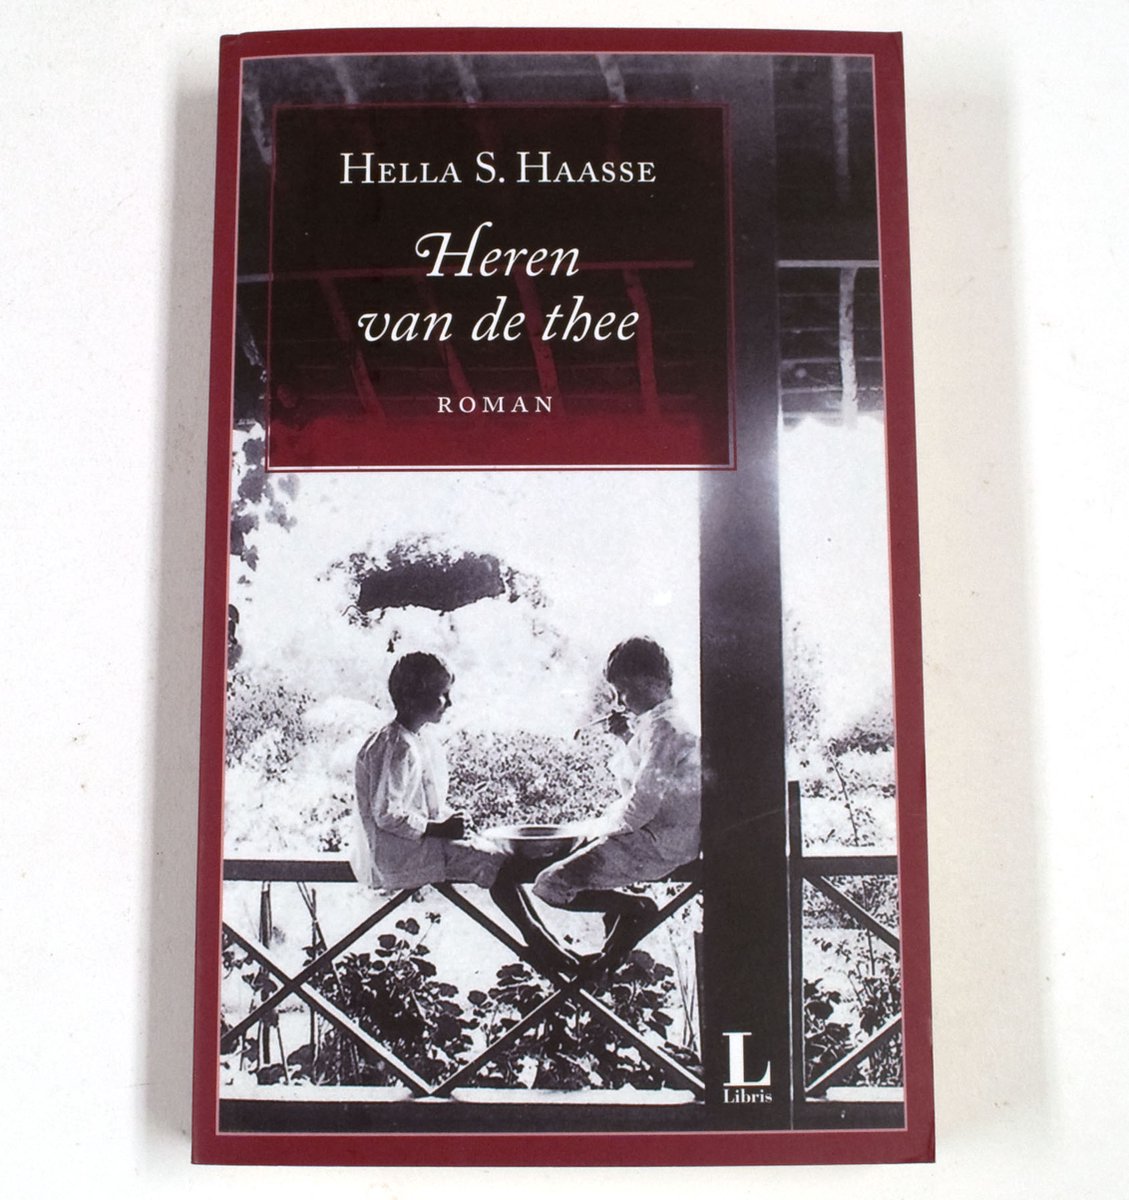 HELLA S. HAASSE
Heren
van de thee
ROMAN
L
Libris